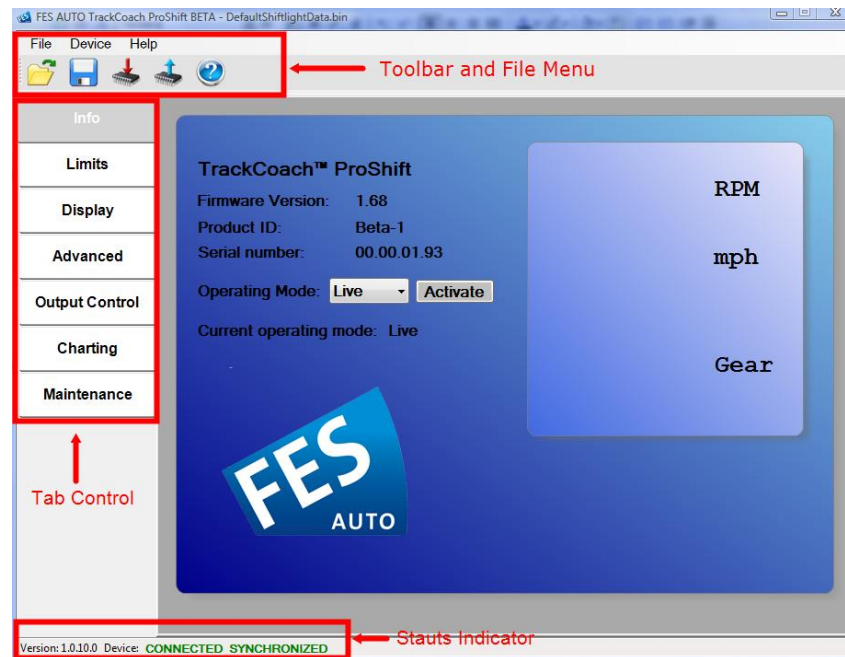 FES AUTO TrackCoach ProShift BETA - DefaultShiftlightData.bin
File Device Help
Toolbar and File Menu
Info
Limits
Display
Advanced
Output Control
Charting
Maintenance
Tab Control
TrackCoach™ ProShift
Firmware Version: 1.68
Product ID: Beta-1
Serial number: 00.00.01.93
Operating Mode: Live Activate
Current operating mode: Live
RPM
mph
Gear
FES
AUTO
Version: 1.0.10.0 Device: CONNECTED SYNCHRONIZED
Stauts Indicator